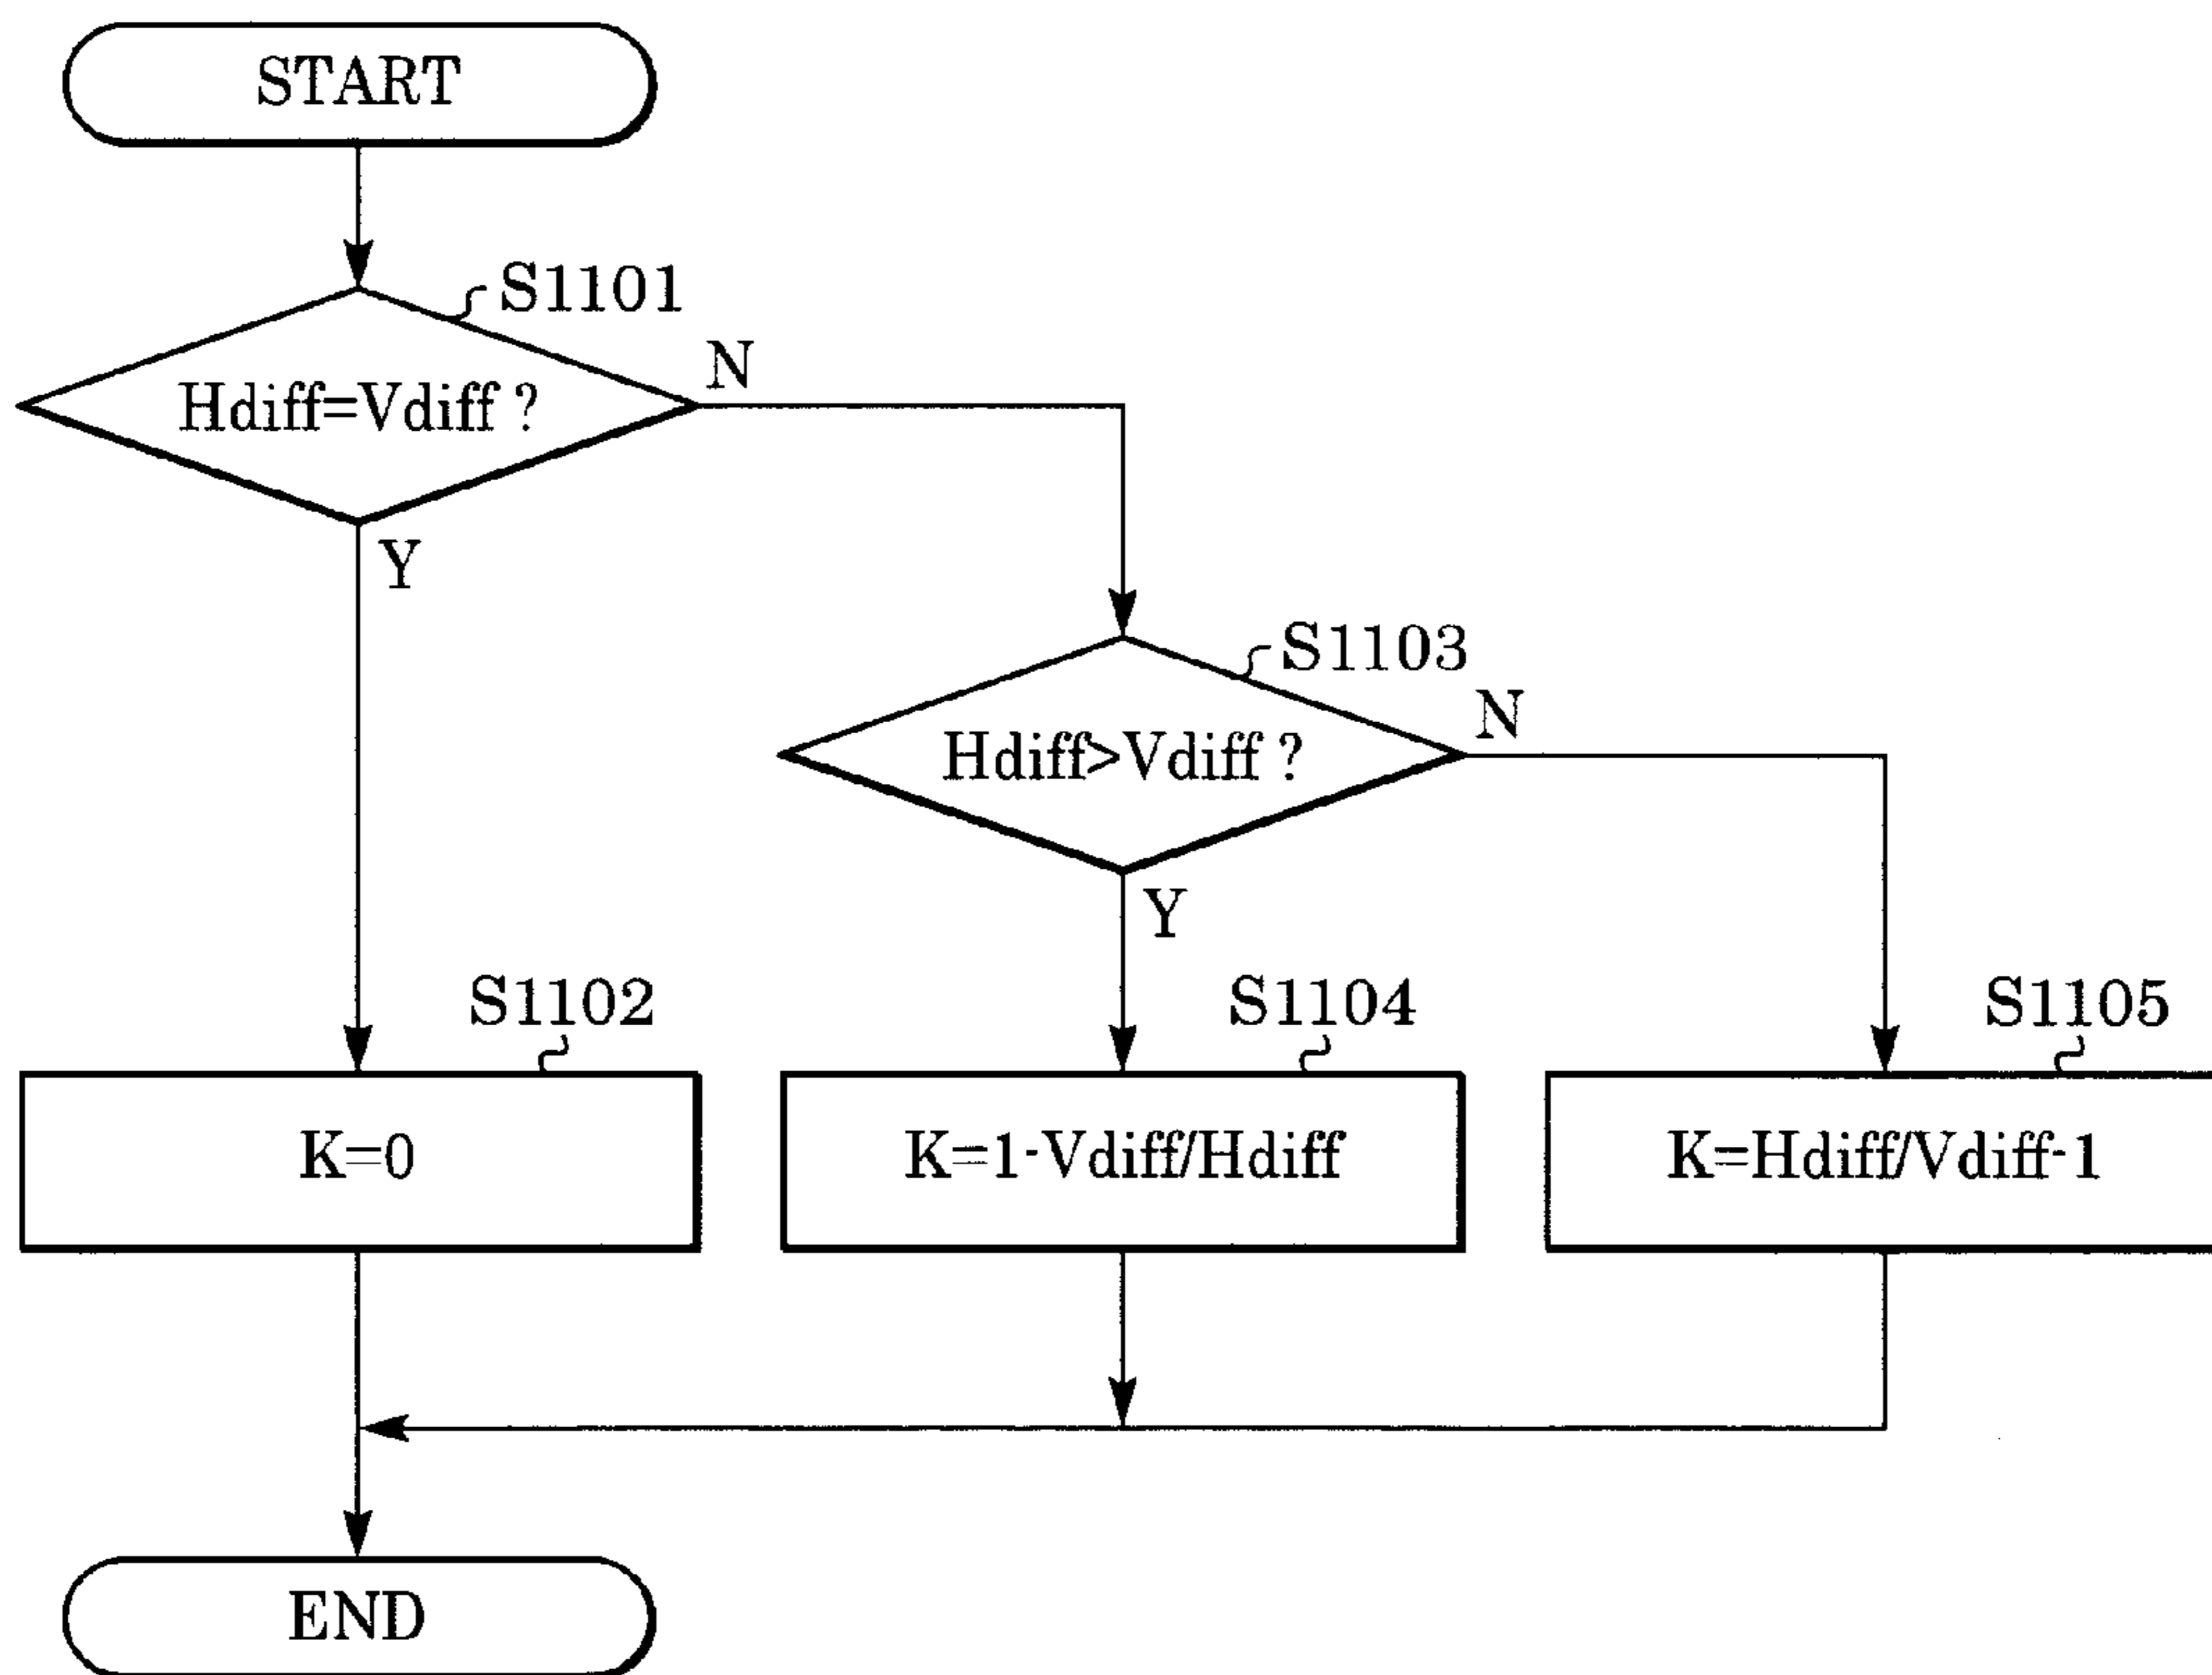 START
S1101
Hdiff=Vdiff ?
N
Y
S1103
Hdiff>Vdiff ?
N
Y
S1102
S1104
S1105
K=0
K=1-Vdiff/Hdiff
K=Hdiff/Vdiff-1
END